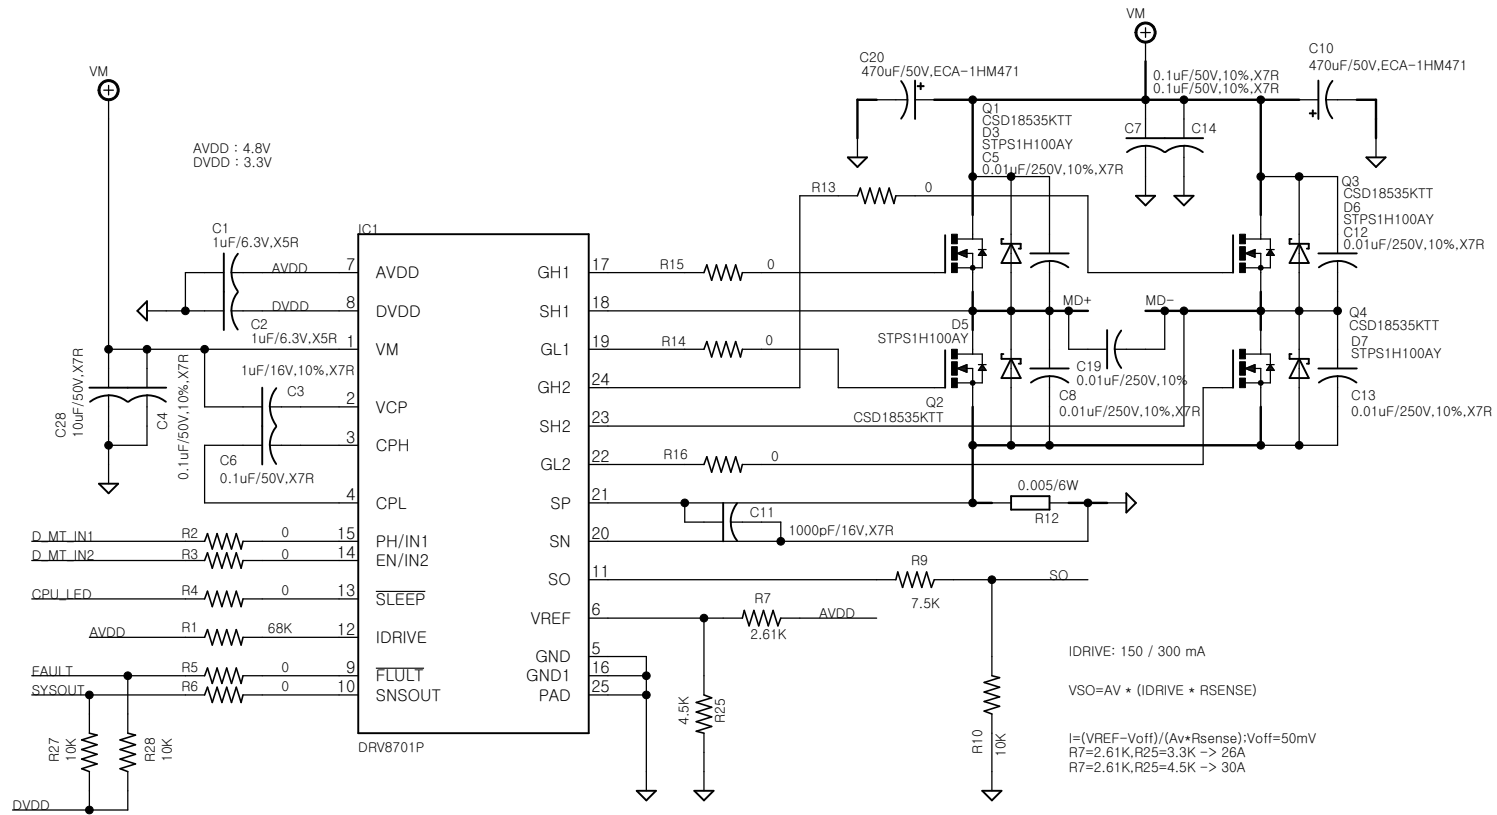 VM
VM
C20
470uF/50V,ECA-1HM471
C10
470uF/50V,ECA-1HM471
0.1uF/50V,10%,X7R
0.1uF/50V,10%,X7R
C7
C14
Q1
CSD18535KTT
D3
STPS1H100AY
C5
0.01uF/250V,10%,X7R
Q3
CSD18535KTT
D6
STPS1H100AY
C12
0.01uF/250V,10%,X7R
AVDD : 4.8V
DVDD : 3.3V
R13
0
C1
1uF/6.3V,X5R
AVDD
DVDD
C2
1uF/6.3V,X5R
IC1
7
AVDD
8
DVDD
1
VM
2
VCP
3
CPH
4
CPL
15
PH/IN1
14
EN/IN2
13
SLEEP
12
IDRIVE
9
FLULT
10
SNSOUT
GH1
17
SH1
18
GL1
19
GH2
24
SH2
23
GL2
22
SP
21
SN
20
SO
11
VREF
6
GND
5
GND1
16
PAD
25
DRV8701P
R15
0
R14
0
R16
0
MD+
MD-
D5
STPS1H100AY
Q2
CSD18535KTT
C19
0.01uF/250V,10%
C8
0.01uF/250V,10%,X7R
Q4
CSD18535KTT
D7
STPS1H100AY
C13
0.01uF/250V,10%,X7R
C28
10uF/50V,X7R
C4
0.1uF/50V,10%,X7R
1uF/16V,10%,X7R
C3
C6
0.1uF/50V,X7R
0.005/6W
R12
C11
1000pF/16V,X7R
D_MT_IN1
R2
0
D_MT_IN2
R3
0
CPU_LED
R4
0
AVDD
R1
68K
FAULT
R5
0
SYSOUT
R6
0
R27
10K
R28
10K
DVDD
R9
7.5K
SO
R7
2.61K
AVDD
4.5K
R25
R10
10K
IDRIVE: 150 / 300 mA
VSO=AV * (IDRIVE * RSENSE)
I=(VREF-Voff)/(Av*Rsense):Voff=50mV
R7=2.61K,R25=3.3K -> 26A
R7=2.61K,R25=4.5K -> 30A